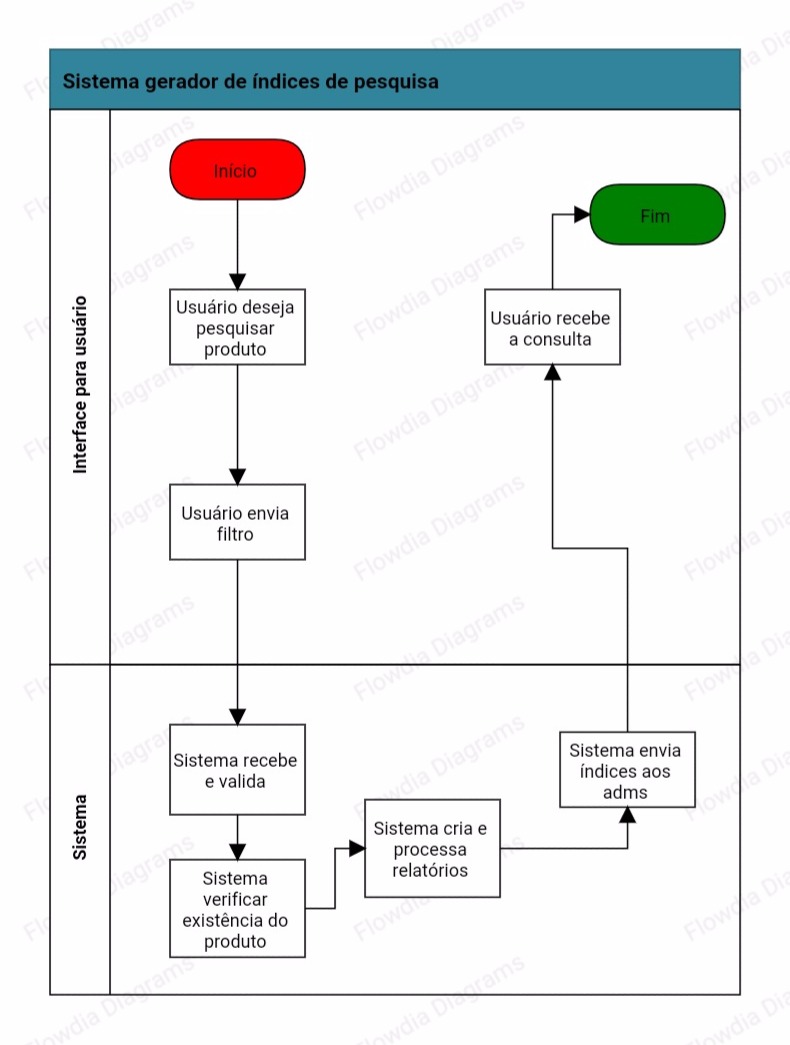 Sistema gerador de índices de pesquisa
Interface para usuário
Início
Usuário deseja
pesquisar
produto
Usuário envia
filtro
Fim
Usuário recebe
a consulta
Sistema
Sistema recebe
e valida
Sistema
verificar
existência do
produto
Sistema cria e
processa
relatórios
Sistema envia
índices aos
adms
Flowdia Diagrams